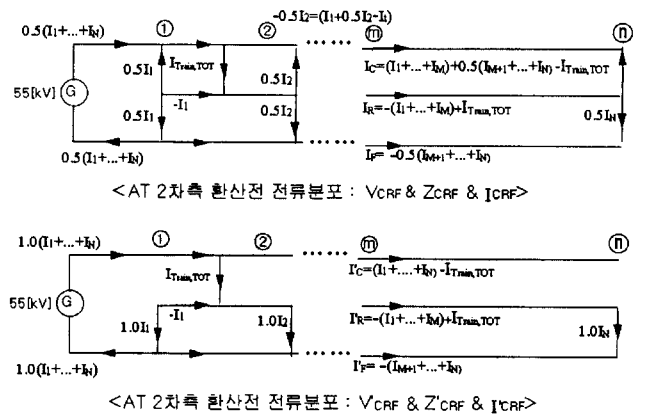 -0.5I2=(I1+0.5I2-I1)
0.5(I1+...+IN) ① ② ⓜ ⓝ
ITrain,TOT
0.5I1 0.5I2
IC=(I1+...+IM)+0.5(IM+1+...+IN)-ITrain,TOT
55[kV] G
-I1
IR=-(I1+...+IM)+ITrain,TOT
0.5I1 0.5I2 0.5IN
0.5(I1+...+IN)
IF= -0.5(IM+1+...+IN)
<AT 2차측 환산전 전류분포 : VCRF & ZCRF & ICRF>
1.0(I1+...+IN) ① ② ⓜ ⓝ
ITrain,TOT
I'C=(I1+....+IN) -ITrain,TOT
55[kV] G
-I1
I'R=-(I1+...+IM)+ITrain,TOT
1.0I1 1.0I2 1.0IN
1.0(I1+...+IN)
I'F= -(IM+1+...+IN)
<AT 2차측 환산전 전류분포 : V'CRF & Z'CRF & I'CRF>